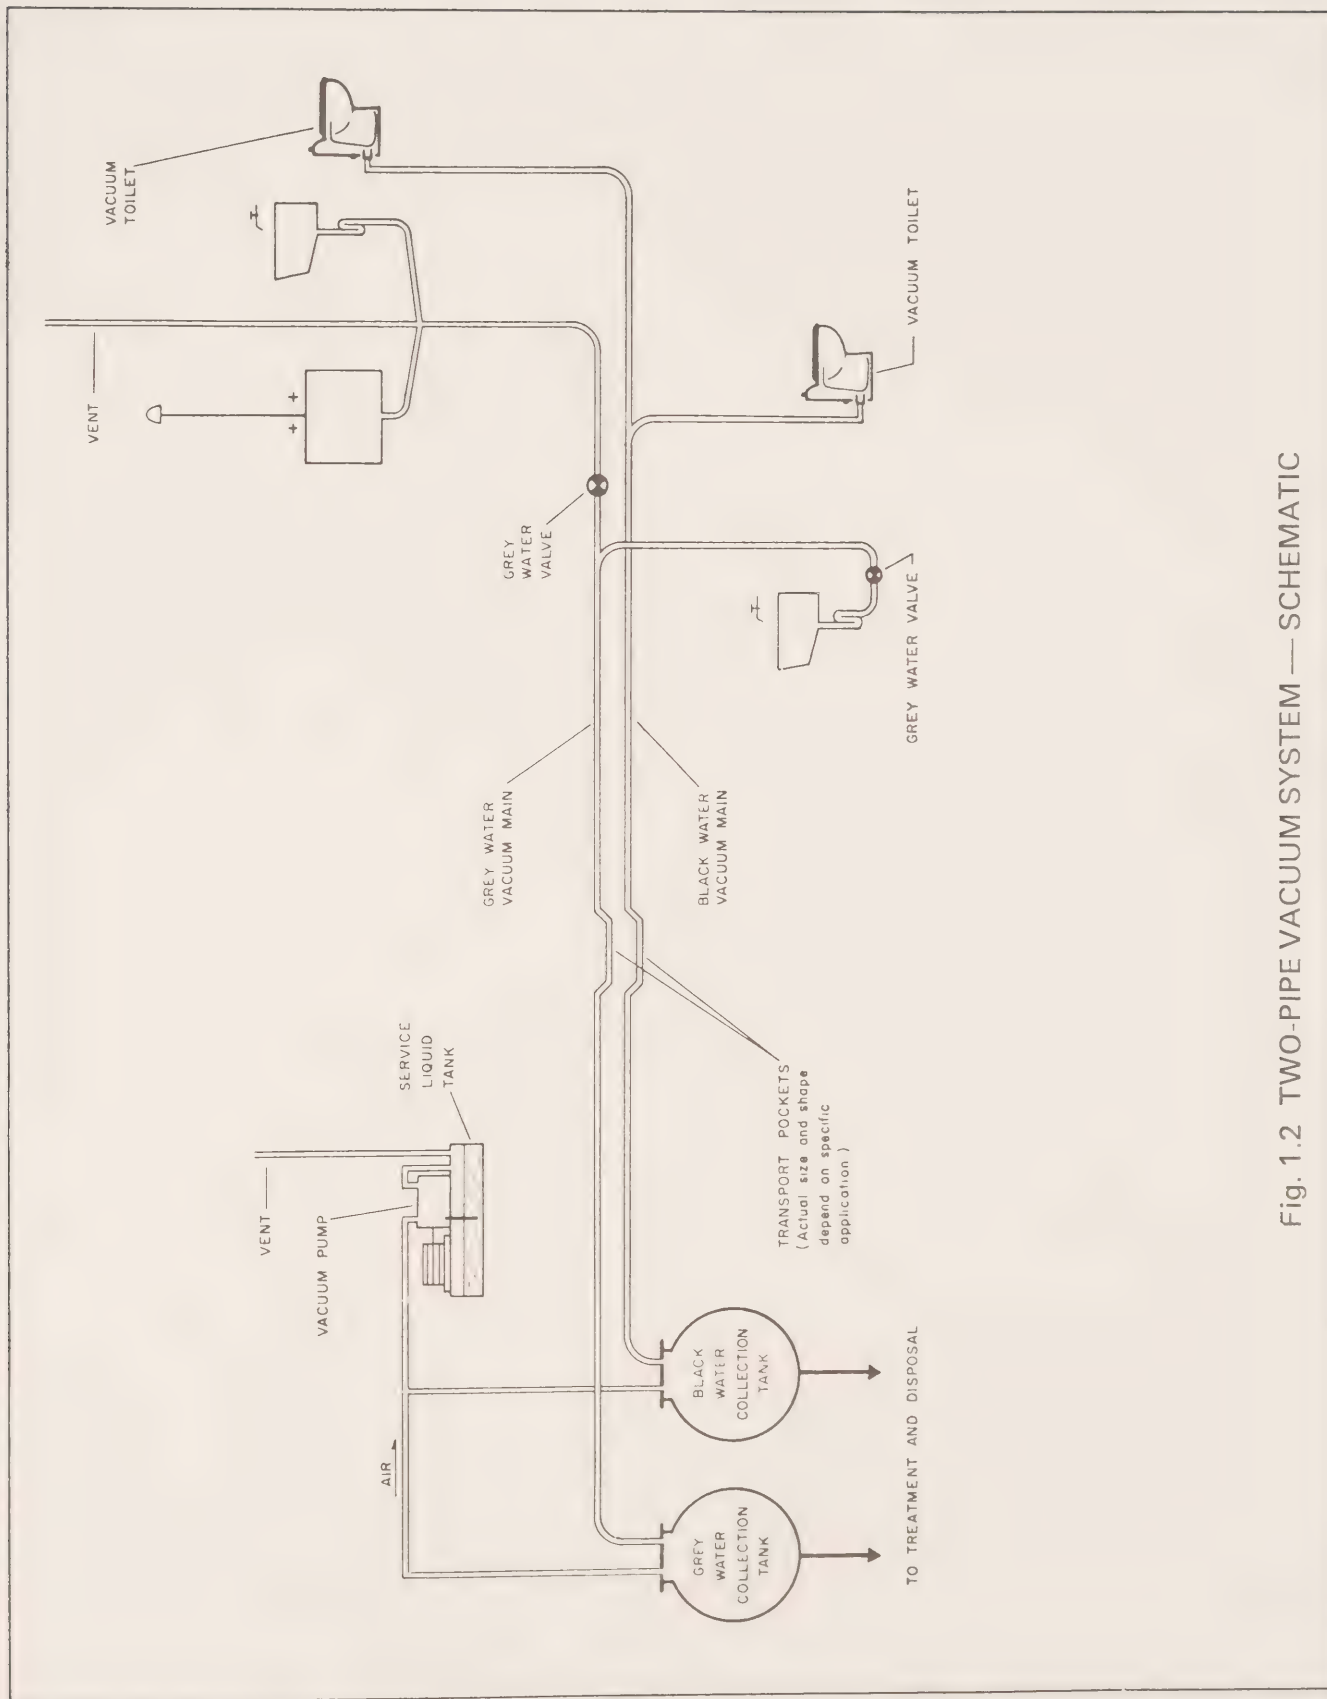 VACUUM
TOILET
VENT
GREY
WATER
VALVE
VACUUM TOILET
GREY WATER VALVE
GREY WATER
VACUUM MAIN
BLACK WATER
VACUUM MAIN
SERVICE
LIQUID
TANK
VENT
VACUUM PUMP
TRANSPORT POCKETS
(Actual size and shape
depend on specific
application)
AIR
BLACK
WATER
COLLECTION
TANK
GREY
WATER
COLLECTION
TANK
TO TREATMENT AND DISPOSAL
Fig. 1.2 TWO-PIPE VACUUM SYSTEM — SCHEMATIC